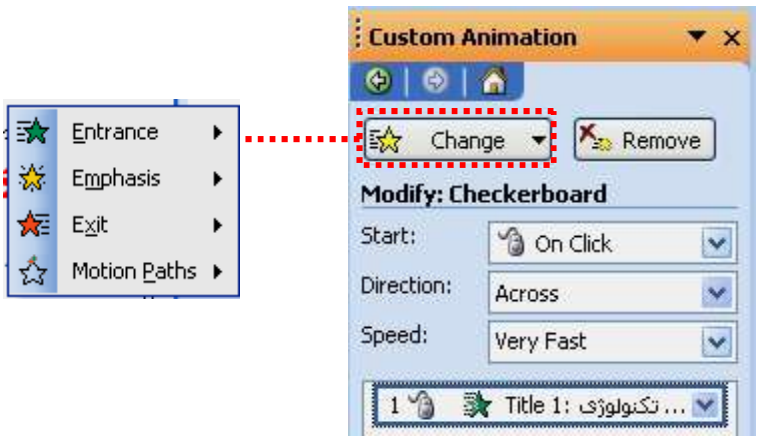 Custom Animation
Change
Remove
Modify: Checkerboard
Start:
On Click
Direction:
Across
Speed:
Very Fast
1 Title 1: تکنولوژی ...
Entrance
Emphasis
Exit
Motion Paths